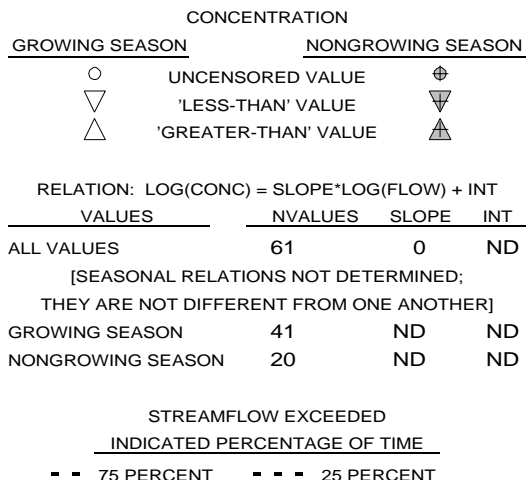 CONCENTRATION
GROWING SEASON NONGROWING SEASON
UNCENSORED VALUE
'LESS-THAN' VALUE
'GREATER-THAN' VALUE
RELATION: LOG(CONC) = SLOPE*LOG(FLOW) + INT
VALUES NVALUES SLOPE INT
ALL VALUES 61 0 ND
[SEASONAL RELATIONS NOT DETERMINED;
THEY ARE NOT DIFFERENT FROM ONE ANOTHER]
GROWING SEASON 41 ND ND
NONGROWING SEASON 20 ND ND
STREAMFLOW EXCEEDED
INDICATED PERCENTAGE OF TIME
75 PERCENT 25 PERCENT